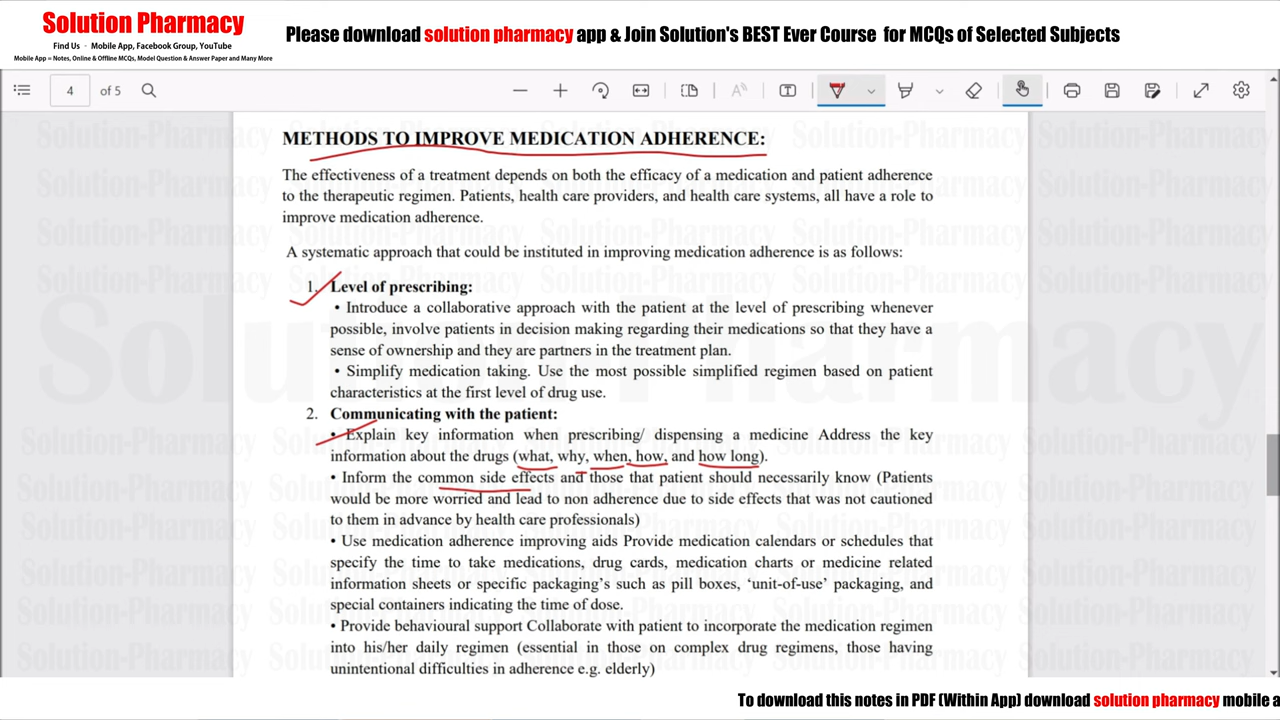 Solution Pharmacy
Find Us - Mobile App, Facebook Group, YouTube
Mobile App = Notes, Online & Offline MCQs, Model Question & Answer Paper and Many More
Please download solution pharmacy app & Join Solution's BEST Ever Course for MCQs of Selected Subjects
4 of 5
METHODS TO IMPROVE MEDICATION ADHERENCE:
The effectiveness of a treatment depends on both the efficacy of a medication and patient adherence
to the therapeutic regimen. Patients, health care providers, and health care systems, all have a role to
improve medication adherence.
A systematic approach that could be instituted in improving medication adherence is as follows:
1. Level of prescribing:
• Introduce a collaborative approach with the patient at the level of prescribing whenever
possible, involve patients in decision making regarding their medications so that they have a
sense of ownership and they are partners in the treatment plan.
• Simplify medication taking. Use the most possible simplified regimen based on patient
characteristics at the first level of drug use.
2. Communicating with the patient:
• Explain key information when prescribing/ dispensing a medicine Address the key
information about the drugs (what, why, when, how, and how long).
• Inform the common side effects and those that patient should necessarily know (Patients
would be more worried and lead to non adherence due to side effects that were not cautioned
to them in advance by health care professionals)
• Use medication adherence improving aids Provide medication calendars or schedules that
specify the time to take medications, drug cards, medication charts or medicine related
information sheets or specific packaging's such as pill boxes, 'unit-of-use' packaging, and
special containers indicating the time of dose.
• Provide behavioural support Collaborate with patient to incorporate the medication regimen
into his/her daily regimen (essential in those on complex drug regimens, those having
unintentional difficulties in adherence e.g. elderly)
Solution Pharmacy
To download this notes in PDF (Within App) download solution pharmacy mobile a